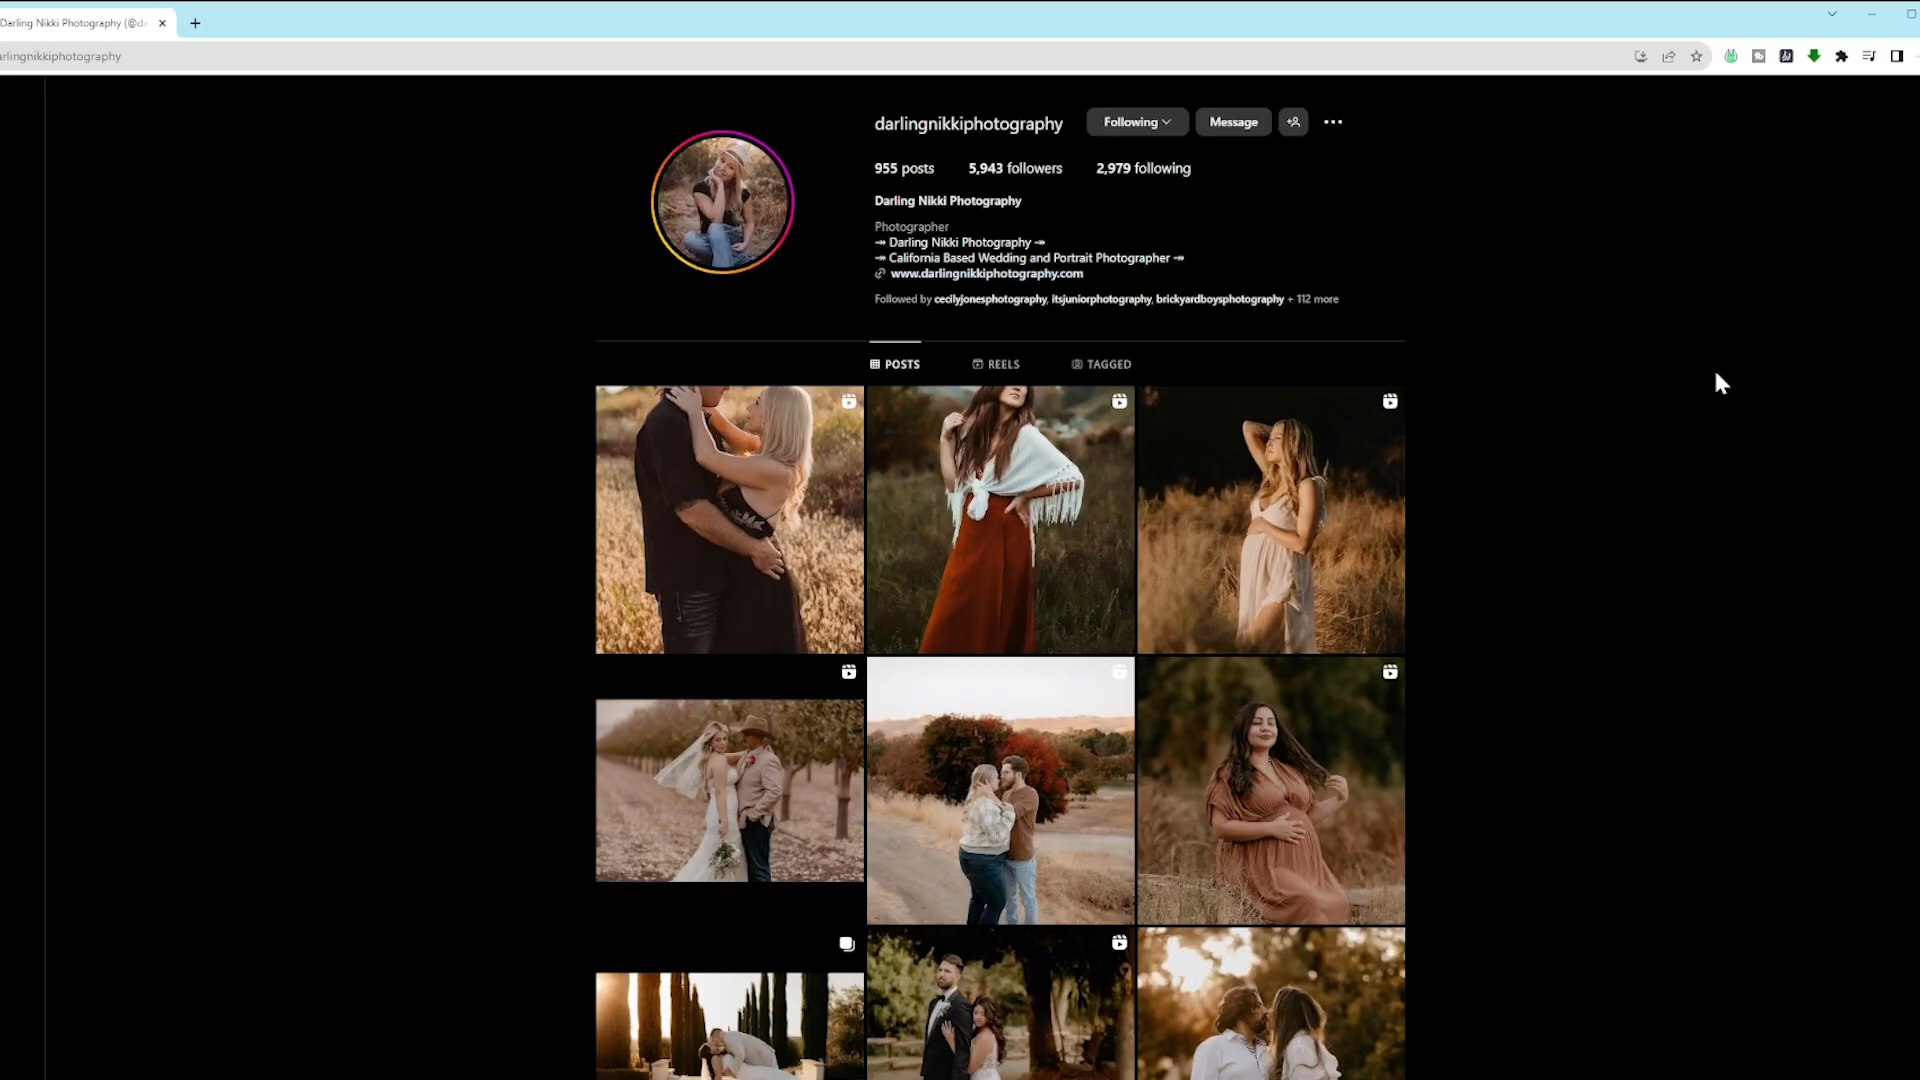 Darling Nikki Photography (@da
arlingnikkiphotography
darlingnikkiphotography Following Message
955 posts 5,943 followers 2,979 following
Darling Nikki Photography
Photographer
⤞ Darling Nikki Photography ⤞
⤞ California Based Wedding and Portrait Photographer ⤞
www.darlingnikkiphotography.com
Followed by cecilyjonesphotography, itsjuniorphotography, brickyardboysphotography + 112 more
POSTS REELS TAGGED